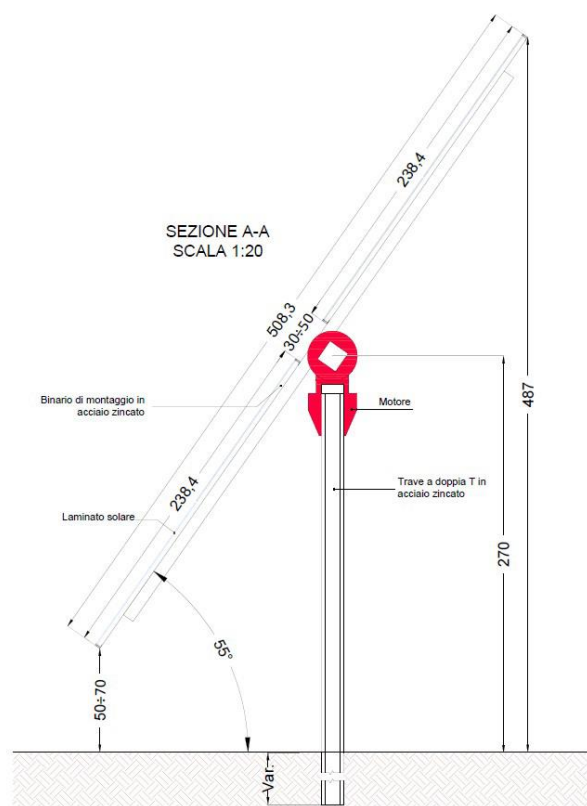 238,4
SEZIONE A-A
SCALA 1:20
508,3
30÷50
Binario di montaggio in
acciaio zincato
Motore
487
Trave a doppia T in
acciaio zincato
238,4
Laminato solare
270
55°
50÷70
Var.